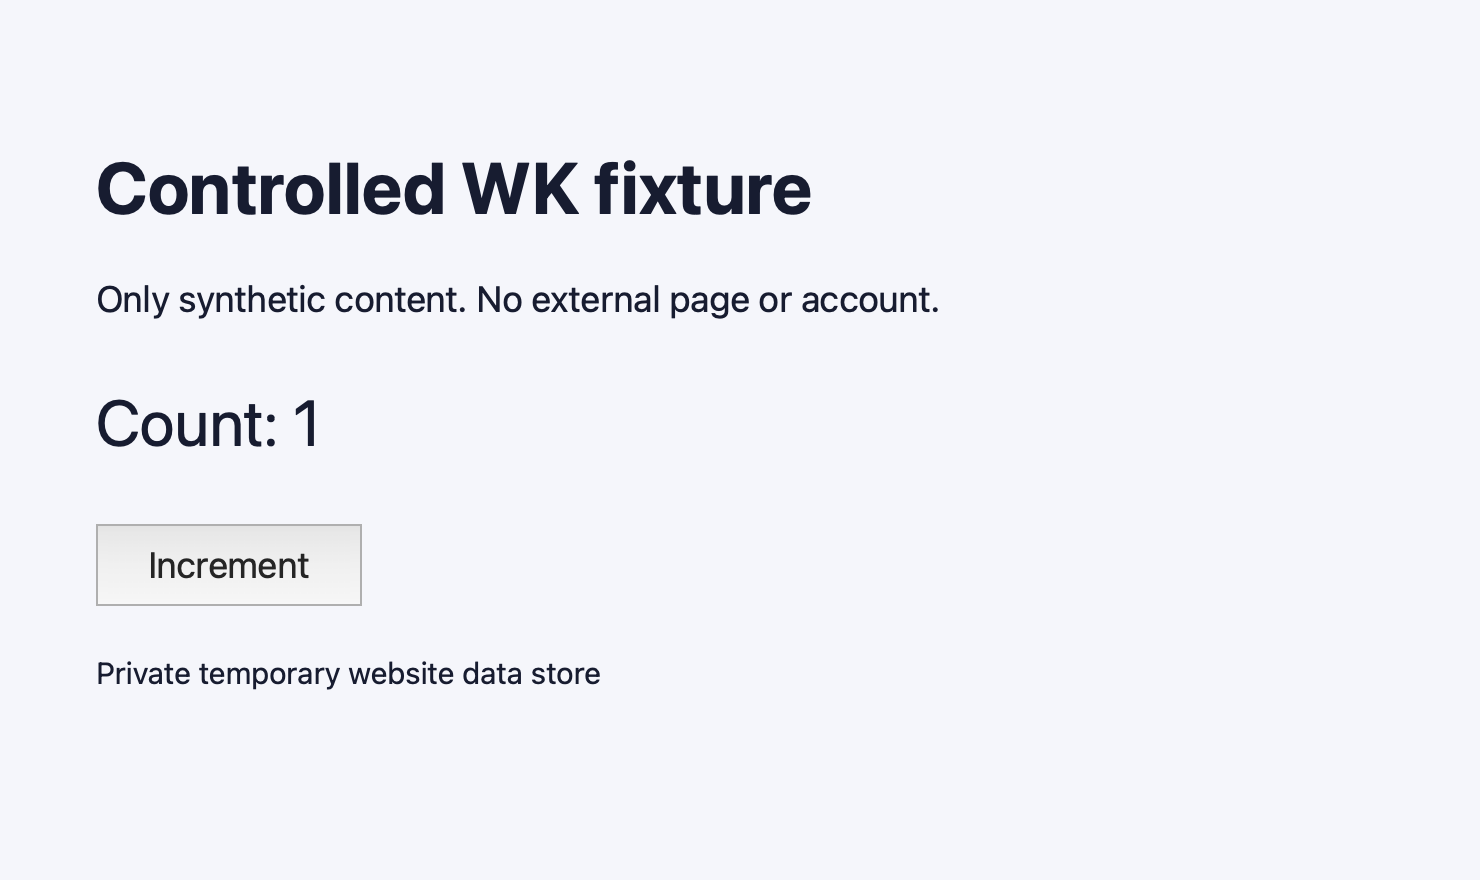 Controlled WK fixture
Only synthetic content. No external page or account.
Count: 1
Increment
Private temporary website data store